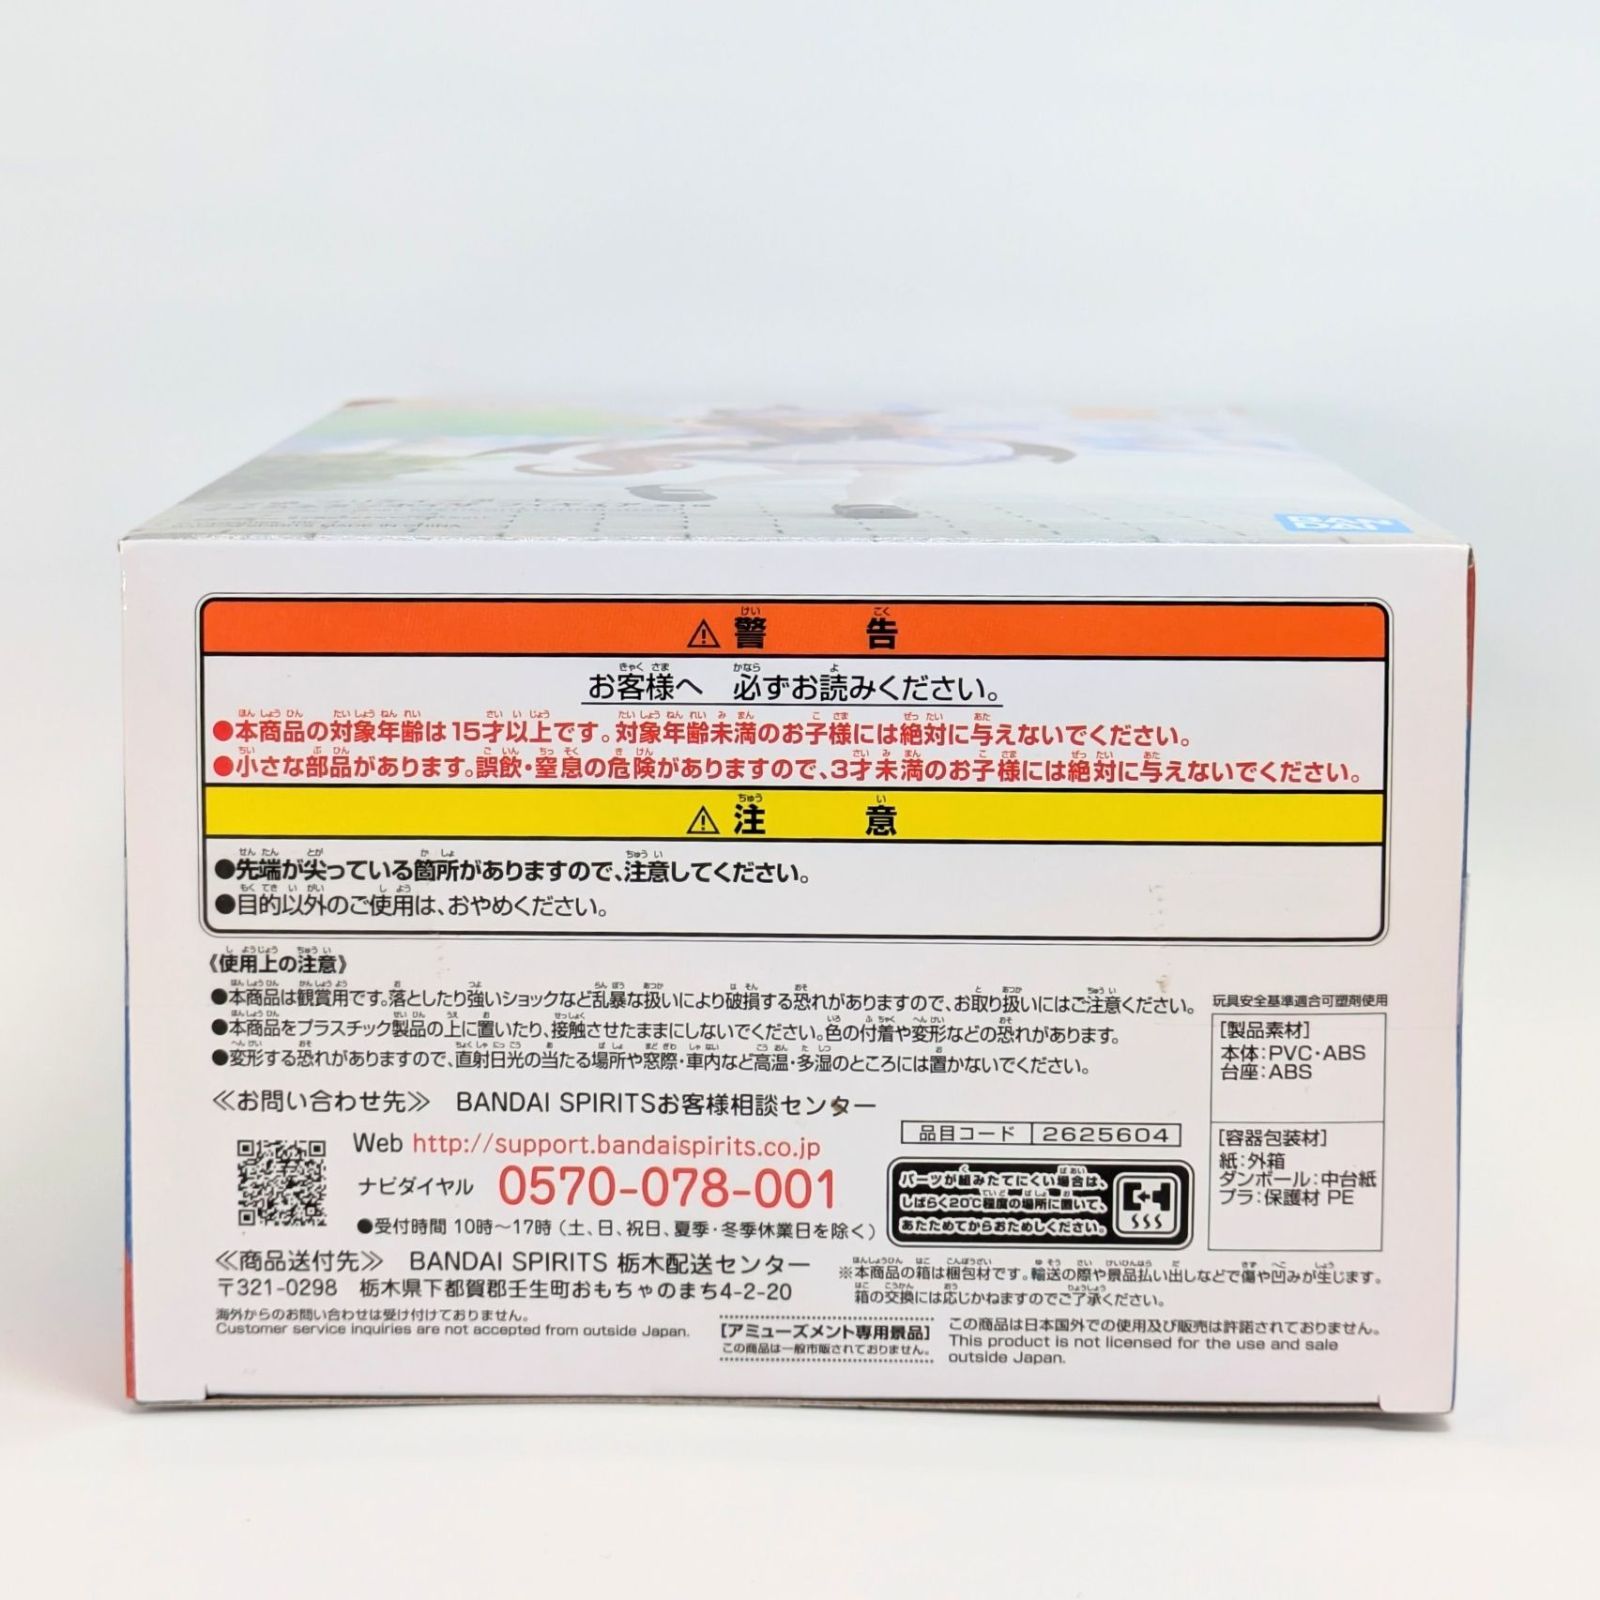 BANDAI
⚠警告
お客様へ 必ずお読みください。
●本商品の対象年齢は15才以上です。対象年齢未満のお子様には絶対に与えないでください。
●小さな部品があります。誤飲・窒息の危険がありますので、3才未満のお子様には絶対に与えないでください。
⚠注意
●先端が尖っている箇所がありますので、注意してください。
●目的以外のご使用は、おやめください。
《使用上の注意》
●本商品は観賞用です。落としたり強いショックなど乱暴な扱いにより破損する恐れがありますので、お取り扱いにはご注意ください。
●本商品をプラスチック製品の上に置いたり、接触させたままにしないでください。色の付着や変形などの恐れがあります。
●変形する恐れがありますので、直射日光の当たる場所や窓際・車内など高温・多湿のところには置かないでください。
玩具安全基準適合可塑剤使用
[製品素材]
本体:PVC・ABS
台座:ABS
[容器包装材]
紙:外箱
ダンボール:中台紙
プラ:保護材 PE
≪お問い合わせ先≫ BANDAI SPIRITSお客様相談センター
Web http://support.bandaispirits.co.jp
ナビダイヤル 0570-078-001
●受付時間 10時〜17時(土、日、祝日、夏季・冬季休業日を除く)
品目コード 2625604
パーツが組みたてにくい場合は、
しばらく20℃程度の場所に置いて、
あたためてからおためしください。
≪商品送付先≫ BANDAI SPIRITS 栃木配送センター
〒321-0298 栃木県下都賀郡壬生町おもちゃのまち4-2-20
※本商品の箱は梱包材です。輸送の際や景品払い出しなどで傷や凹みが生じます。
箱の交換には応じかねますのでご了承ください。
海外からのお問い合わせは受け付けておりません。
Customer service inquiries are not accepted from outside Japan.
[アミューズメント専用景品]
この商品は一般市販されておりません。
この商品は日本国外での使用及び販売は許諾されておりません。
This product is not licensed for the use and sale
outside Japan.